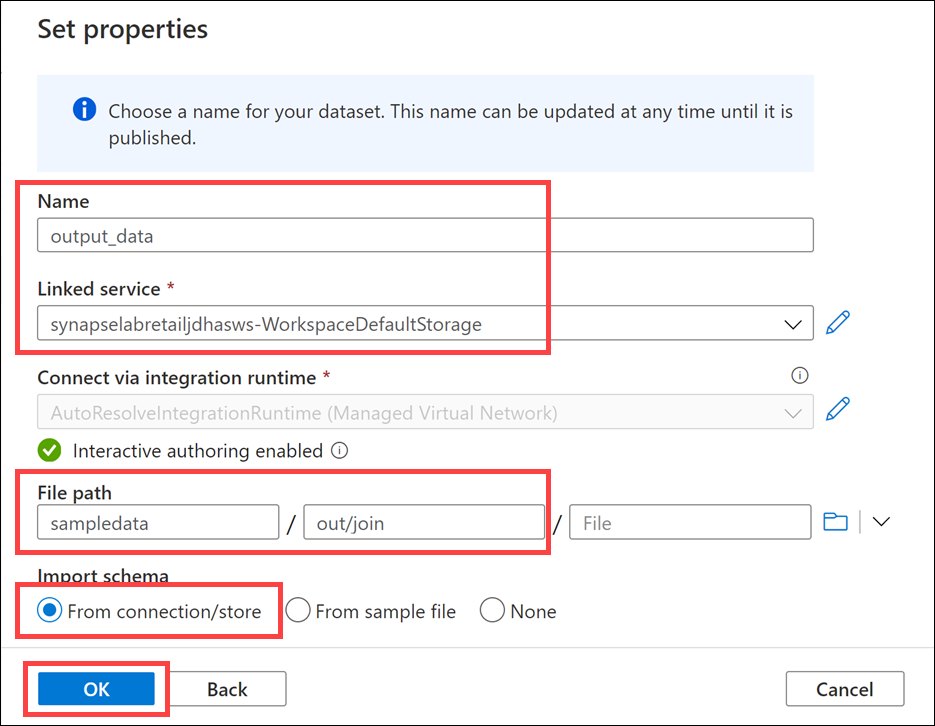 Set properties
Choose a name for your dataset. This name can be updated at any time until it is
published.
Name
output_data
Linked service *
synapselabretailjdhasws-WorkspaceDefaultStorage
Connect via integration runtime *
AutoResolveIntegrationRuntime (Managed Virtual Network)
Interactive authoring enabled
File path
sampledata / out/join / File
Import schema
From connection/store From sample file None
OK Back Cancel